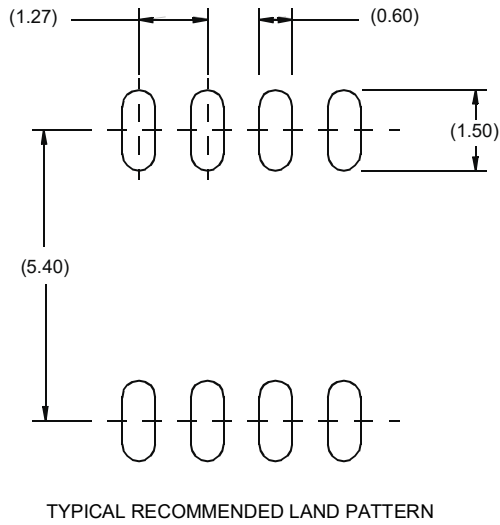 (1.27)
(0.60)
(1.50)
(5.40)
TYPICAL RECOMMENDED LAND PATTERN